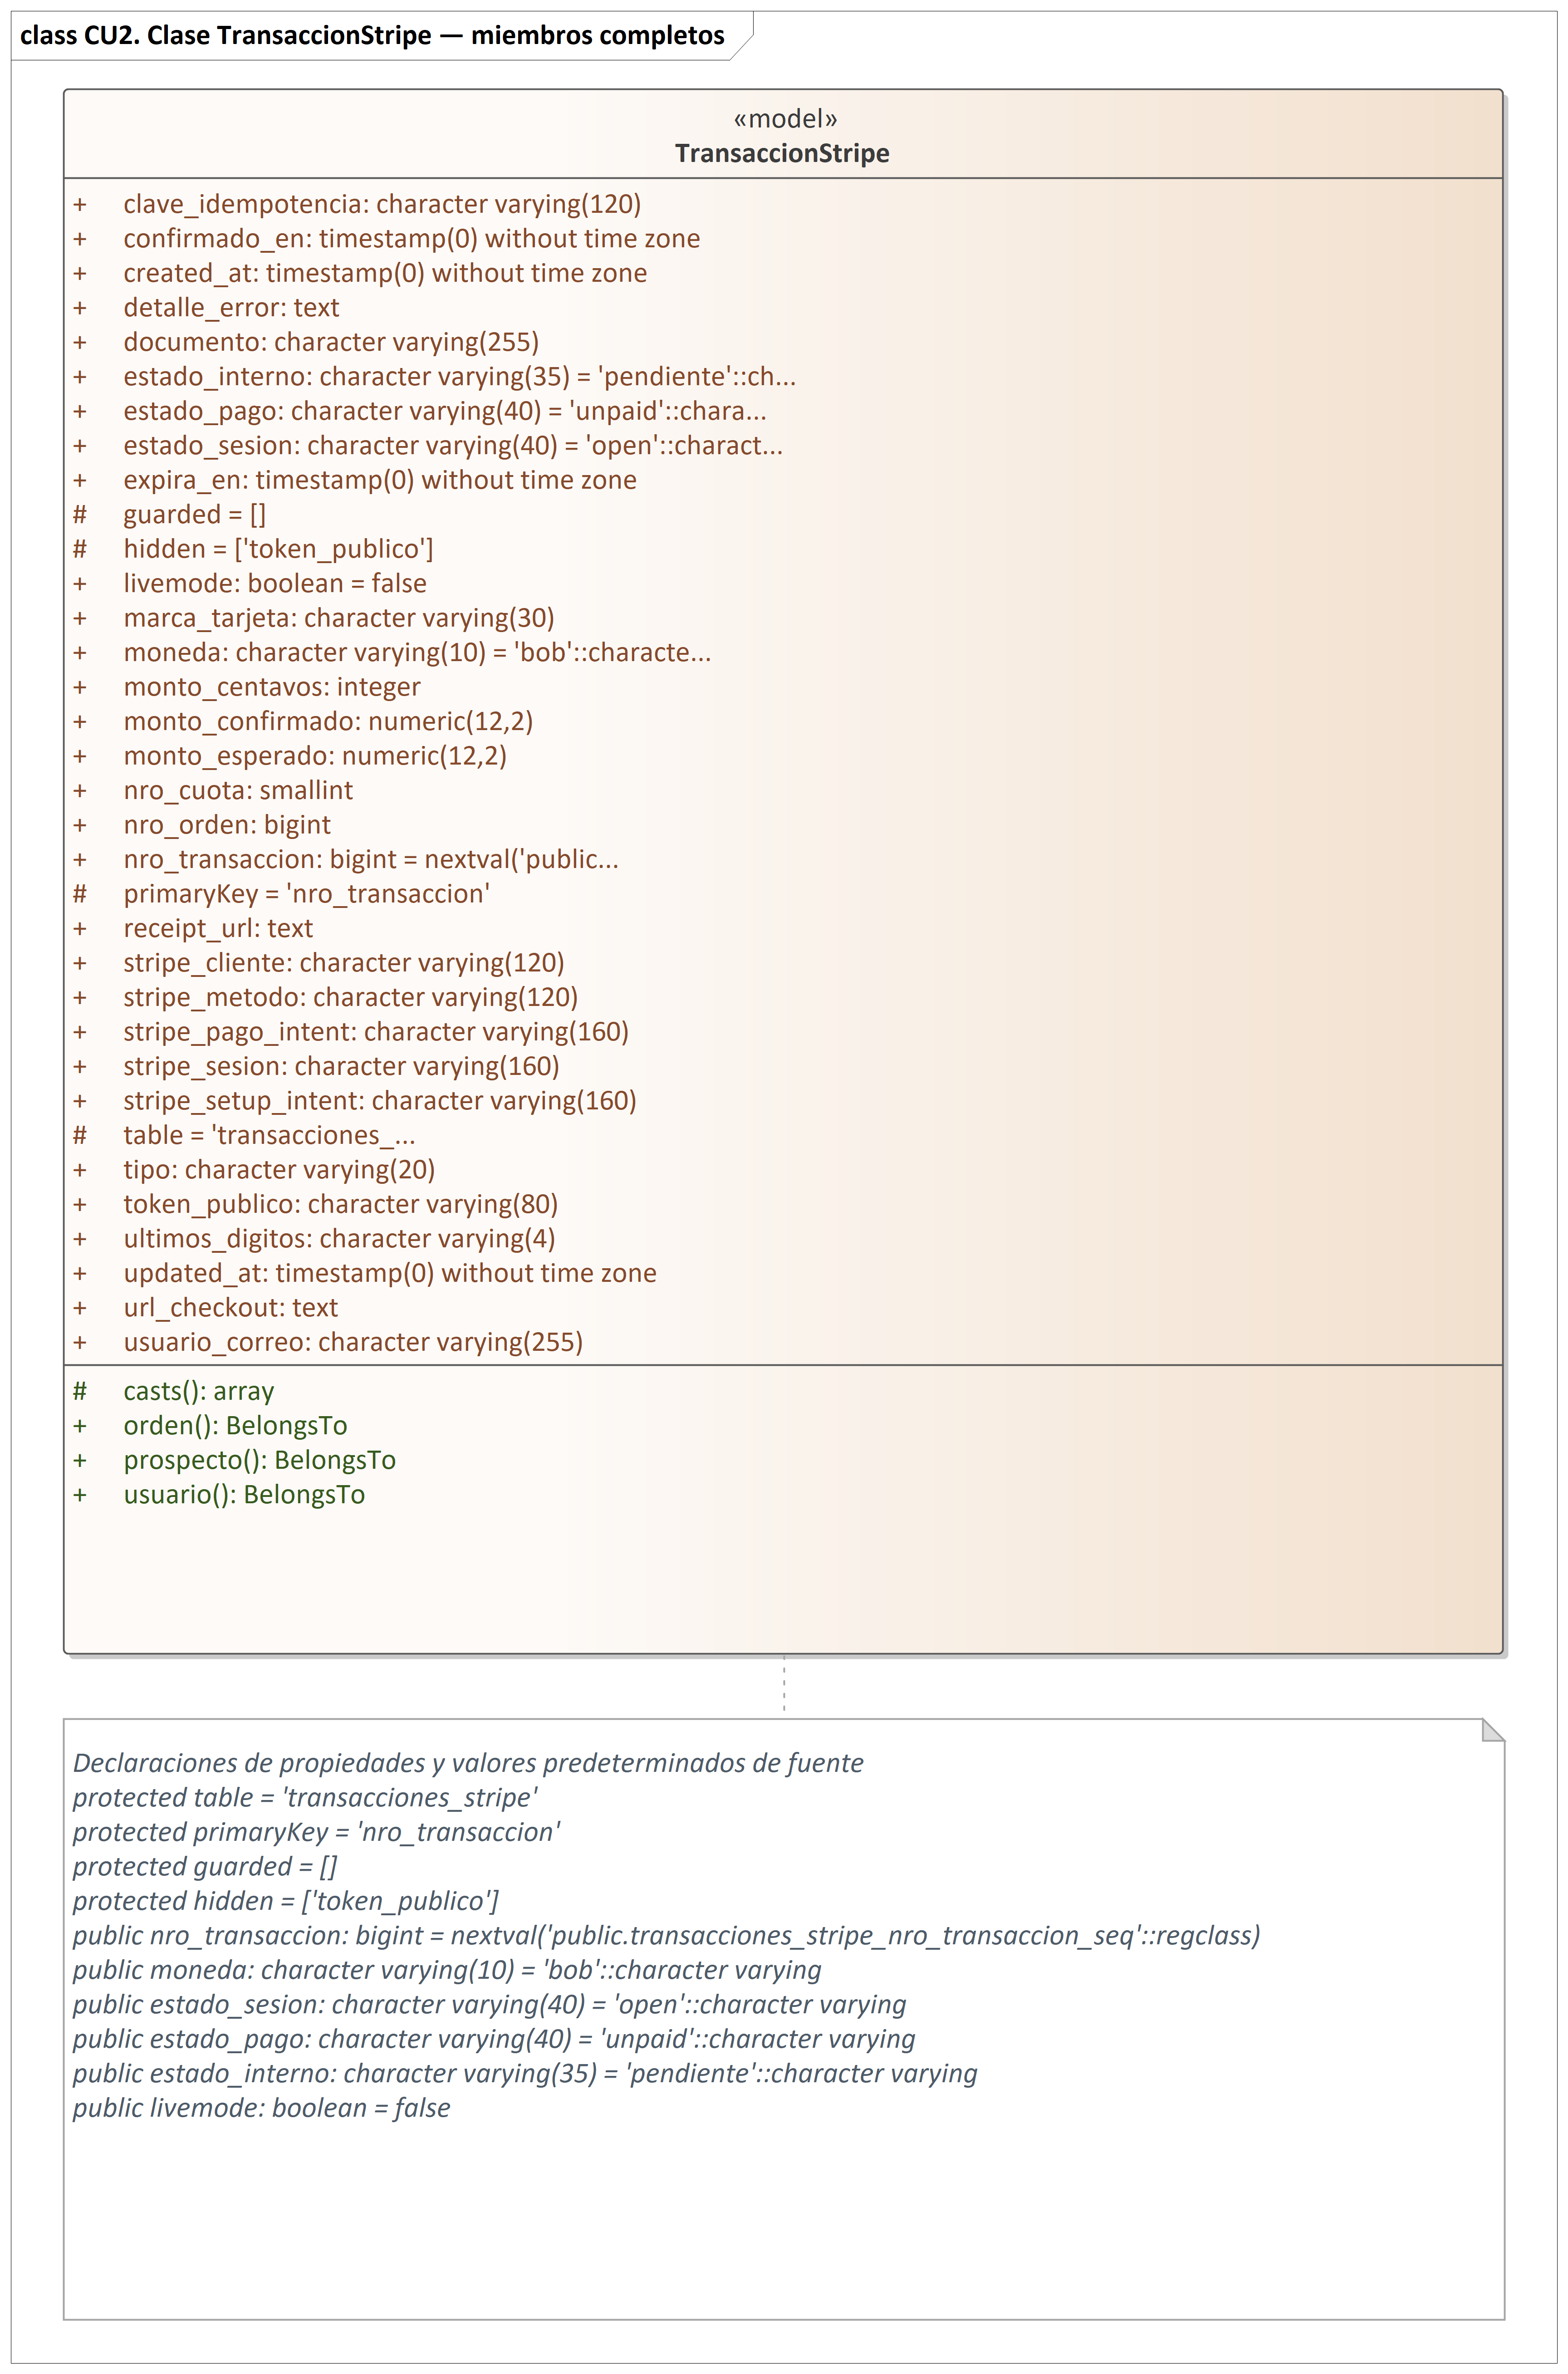 class CU2. Clase TransaccionStripe — miembros completos
«model»
TransaccionStripe
+ clave_idempotencia: character varying(120)
+ confirmado_en: timestamp(0) without time zone
+ created_at: timestamp(0) without time zone
+ detalle_error: text
+ documento: character varying(255)
+ estado_interno: character varying(35) = 'pendiente'::ch...
+ estado_pago: character varying(40) = 'unpaid'::chara...
+ estado_sesion: character varying(40) = 'open'::charact...
+ expira_en: timestamp(0) without time zone
# guarded = []
# hidden = ['token_publico']
+ livemode: boolean = false
+ marca_tarjeta: character varying(30)
+ moneda: character varying(10) = 'bob'::characte...
+ monto_centavos: integer
+ monto_confirmado: numeric(12,2)
+ monto_esperado: numeric(12,2)
+ nro_cuota: smallint
+ nro_orden: bigint
+ nro_transaccion: bigint = nextval('public...
# primaryKey = 'nro_transaccion'
+ receipt_url: text
+ stripe_cliente: character varying(120)
+ stripe_metodo: character varying(120)
+ stripe_pago_intent: character varying(160)
+ stripe_sesion: character varying(160)
+ stripe_setup_intent: character varying(160)
# table = 'transacciones_...
+ tipo: character varying(20)
+ token_publico: character varying(80)
+ ultimos_digitos: character varying(4)
+ updated_at: timestamp(0) without time zone
+ url_checkout: text
+ usuario_correo: character varying(255)
# casts(): array
+ orden(): BelongsTo
+ prospecto(): BelongsTo
+ usuario(): BelongsTo
Declaraciones de propiedades y valores predeterminados de fuente
protected table = 'transacciones_stripe'
protected primaryKey = 'nro_transaccion'
protected guarded = []
protected hidden = ['token_publico']
public nro_transaccion: bigint = nextval('public.transacciones_stripe_nro_transaccion_seq'::regclass)
public moneda: character varying(10) = 'bob'::character varying
public estado_sesion: character varying(40) = 'open'::character varying
public estado_pago: character varying(40) = 'unpaid'::character varying
public estado_interno: character varying(35) = 'pendiente'::character varying
public livemode: boolean = false